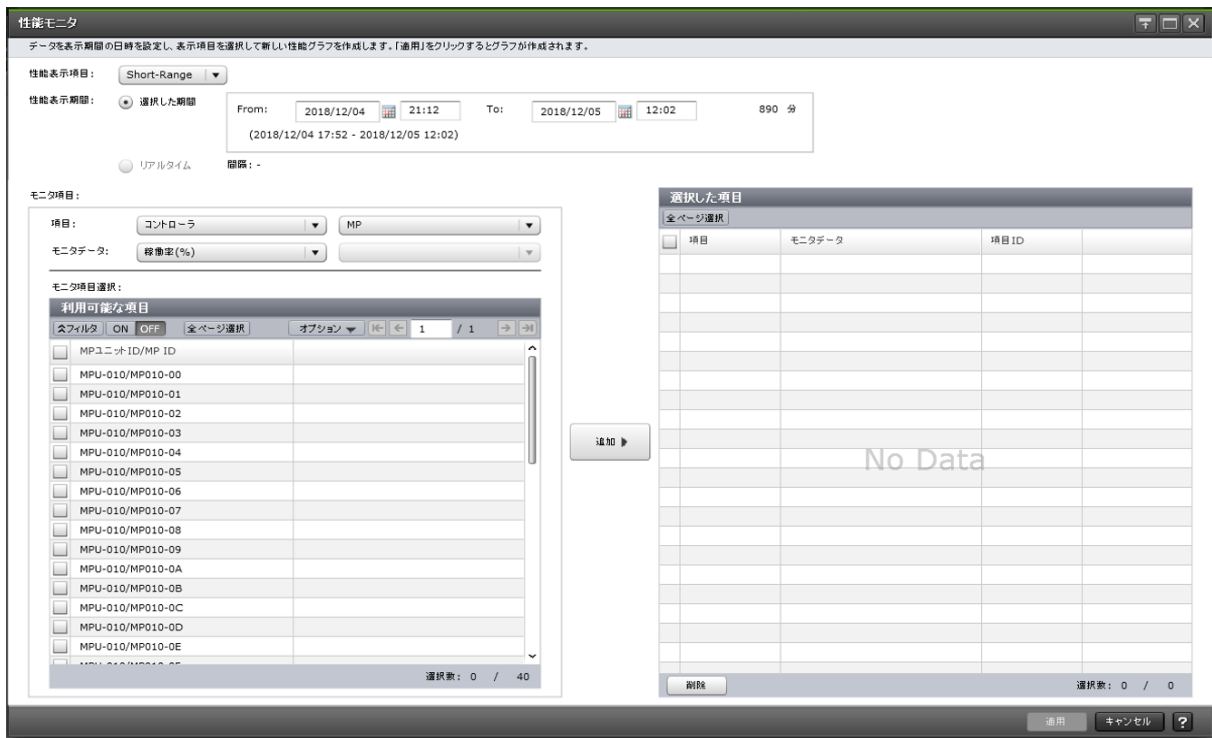 性能モニタ
データを表示期間の日時を設定し、表示項目を選択して新しい性能グラフを作成します。「適用」をクリックするとグラフが作成されます。
性能表示項目: Short-Range
性能表示期間: 選択した期間 From: 2018/12/04 21:12 To: 2018/12/05 12:02 890 分
(2018/12/04 17:52 - 2018/12/05 12:02)
リアルタイム 間隔: -
モニタ項目:
項目: コントローラ MP
モニタデータ: 稼働率(%)
モニタ項目選択:
利用可能な項目
フィルタ ON OFF 全ページ選択 オプション 1 / 1
MPユニットID/MP ID
MPU-010/MP010-00
MPU-010/MP010-01
MPU-010/MP010-02
MPU-010/MP010-03
MPU-010/MP010-04
MPU-010/MP010-05
MPU-010/MP010-06
MPU-010/MP010-07
MPU-010/MP010-08
MPU-010/MP010-09
MPU-010/MP010-0A
MPU-010/MP010-0B
MPU-010/MP010-0C
MPU-010/MP010-0D
MPU-010/MP010-0E
選択数: 0 / 40
追加
選択した項目
全ページ選択
項目 モニタデータ 項目ID
No Data
削除 選択数: 0 / 0
適用 キャンセル ?